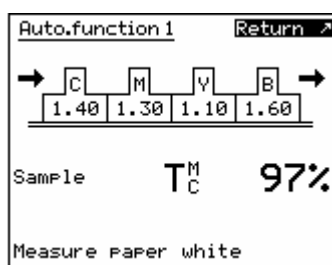 Auto.function 1 Return ↗
C M Y B
1.40 1.30 1.10 1.60
Sample T M C 97%
Measure paper white